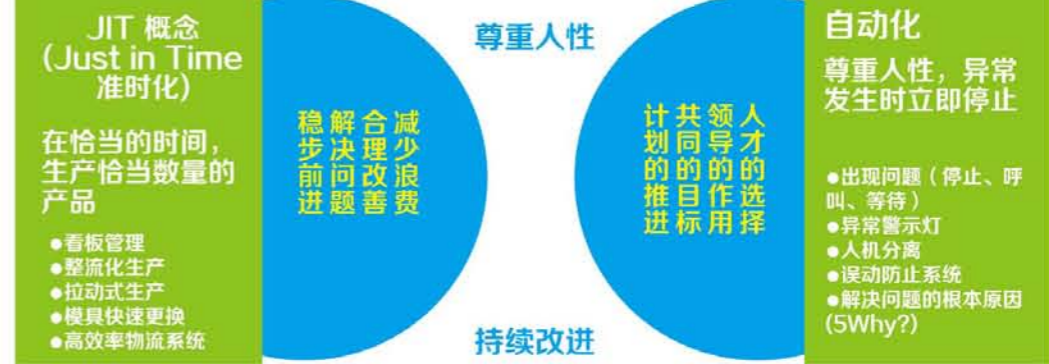 JIT 概念
(Just in Time
准时化)
在恰当的时间，
生产恰当数量的
产品
●看板管理
●整流化生产
●拉动式生产
●模具快速更换
●高效率物流系统
减少浪费
合理改善
解决问题
稳步前进
尊重人性
持续改进
人才的选择
领导的作用
共同的目标
计划的推进
自动化
尊重人性，异常
发生时立即停止
●出现问题（停止、呼
叫、等待）
●异常警示灯
●人机分离
●误动防止系统
●解决问题的根本原因
(5Why?)